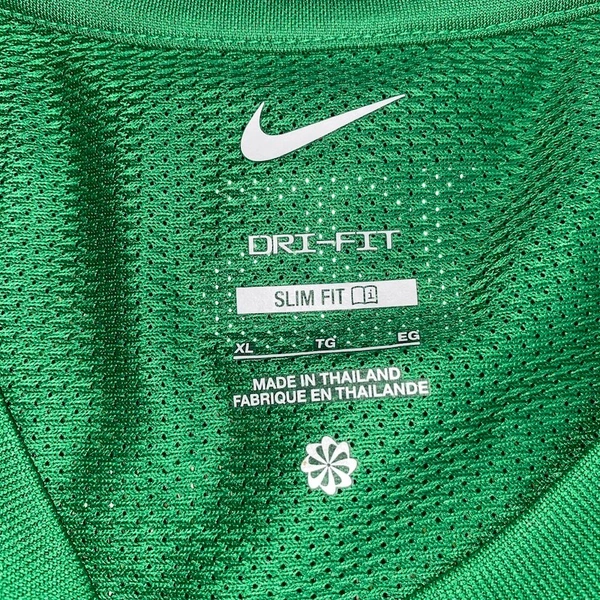 DRI-FIT
SLIM FIT
XL TG EG
MADE IN THAILAND
FABRIQUE EN THAILANDE